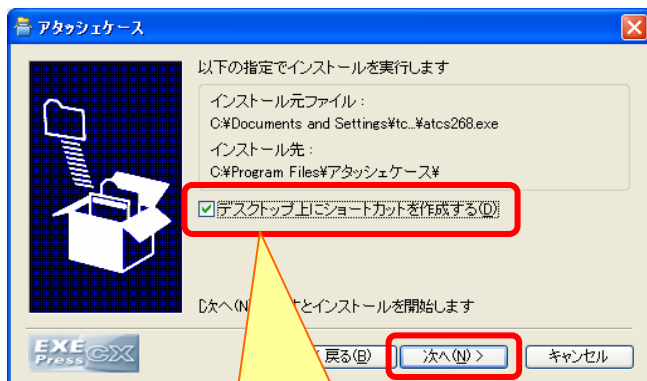 アタッシェケース
以下の指定でインストールを実行します
インストール元ファイル:
C:¥Documents and Settings¥tc...¥atcs268.exe
インストール先:
C:¥Program Files¥アタッシェケース¥
デスクトップ上にショートカットを作成する(D)
[次へ(N) すとインストールを開始します
EXE Press CX
戻る(B)
次へ(N) >
キャンセル